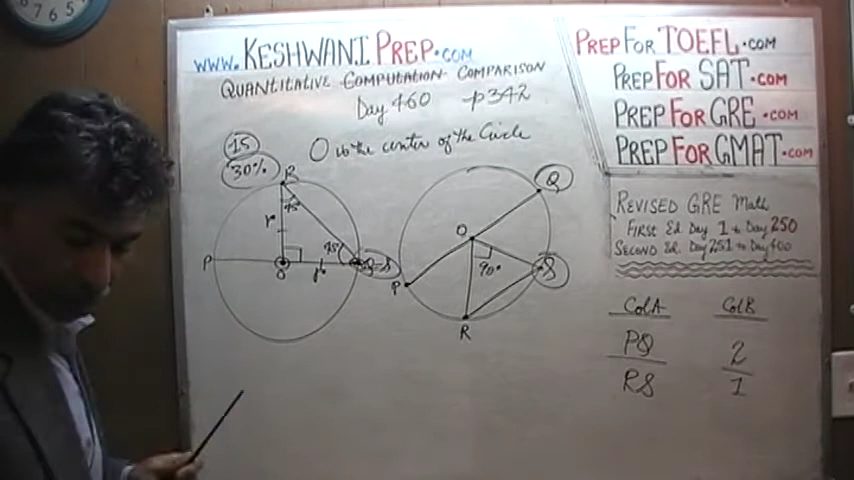 7 6 5
www.KESHWANI PREP.COM
QUANTITATIVE COMPUTATION COMPARISON
Day 460 -p342
O is the center of the Circle
15
30%
R
45°
r
45°
P
O
r
Q
O
90°
S
P
R
PREP FOR TOEFL.COM
PREP FOR SAT.COM
PREP FOR GRE.COM
PREP FOR GMAT.COM
REVISED GRE Math
FIRST Ed. Day 1 to Day 250
SECOND Ed. Day 251 to Day 400
Col A Col B
PQ 2
RS 1